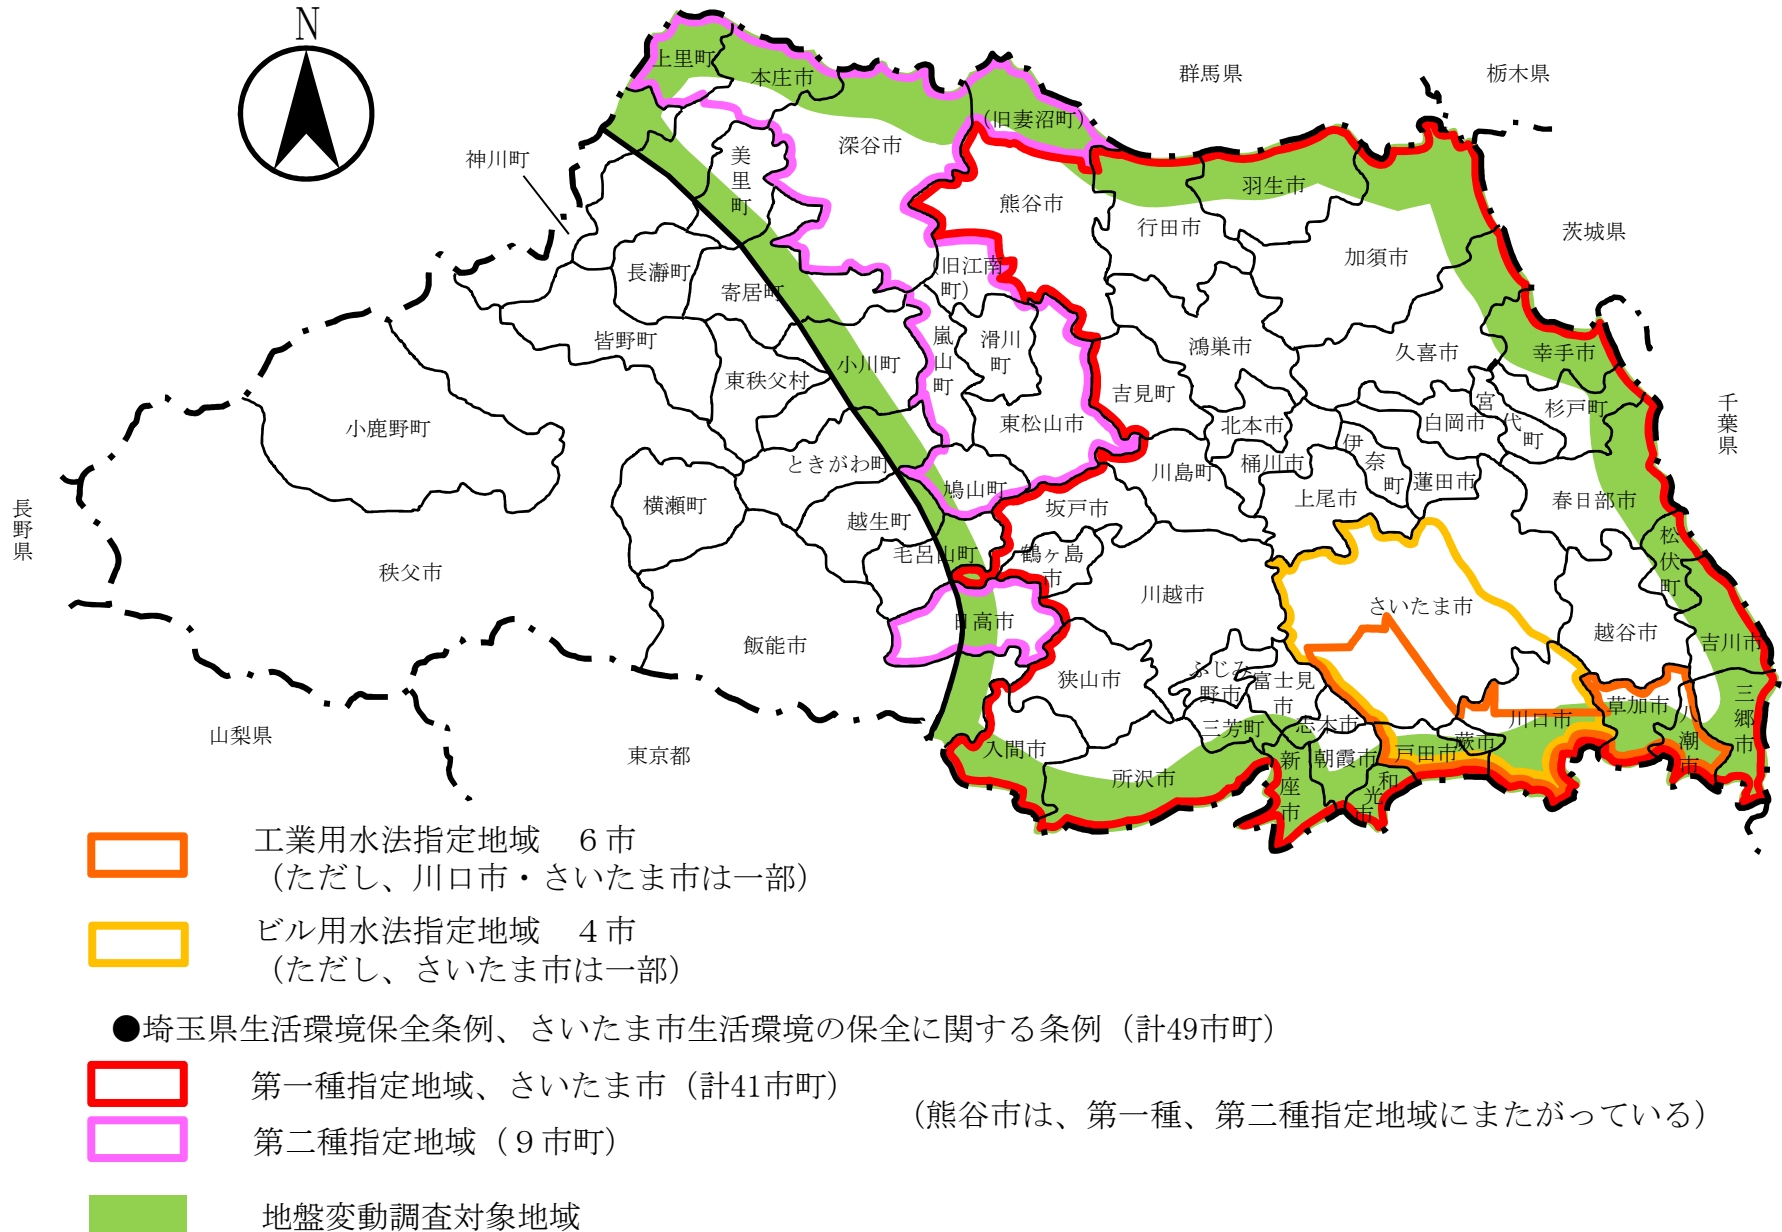 N
群馬県
栃木県
上里町
本庄市
(旧妻沼町)
深谷市
神川町
美里町
熊谷市
羽生市
行田市
茨城県
加須市
長瀞町
寄居町
(旧江南町)
皆野町
東秩父村
小川町
嵐山町
滑川町
鴻巣市
久喜市
幸手市
小鹿野町
吉見町
東松山市
北本市
宮代町
白岡市
杉戸町
千葉県
ときがわ町
鳩山町
川島町
桶川市
伊奈町
蓮田市
上尾市
春日部市
長野県
横瀬町
越生町
坂戸市
毛呂山町
鶴ヶ島市
松伏町
秩父市
川越市
さいたま市
日高市
越谷市
吉川市
飯能市
狭山市
ふじみ野市
富士見市
三芳町
志木市
川口市
草加市
八潮市
三郷市
山梨県
東京都
入間市
所沢市
新座市
朝霞市
和光市
戸田市
蕨市
工業用水法指定地域 6市
(ただし、川口市・さいたま市は一部)
ビル用水法指定地域 4市
(ただし、さいたま市は一部)
●埼玉県生活環境保全条例、さいたま市生活環境の保全に関する条例(計49市町)
第一種指定地域、さいたま市(計41市町)
(熊谷市は、第一種、第二種指定地域にまたがっている)
第二種指定地域(9市町)
地盤変動調査対象地域